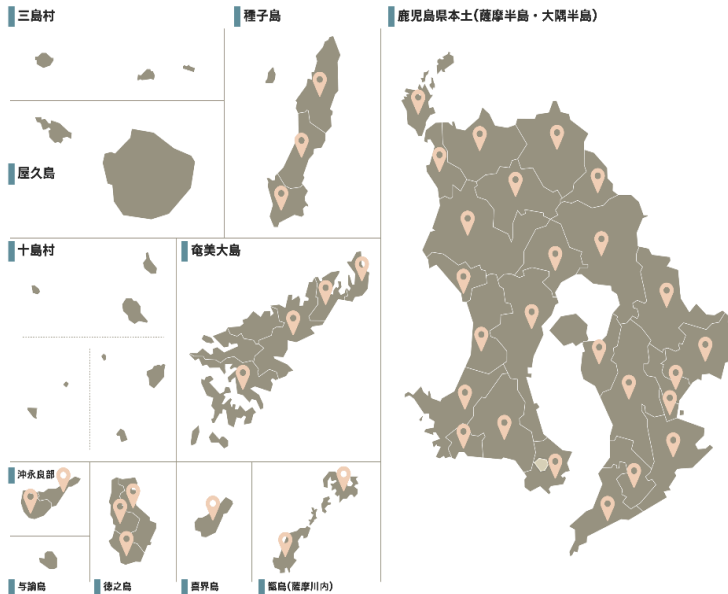 三島村
種子島
鹿児島県本土(薩摩半島・大隅半島)
屋久島
十島村
奄美大島
沖永良部
与論島
徳之島
喜界島
甑島(薩摩川内)